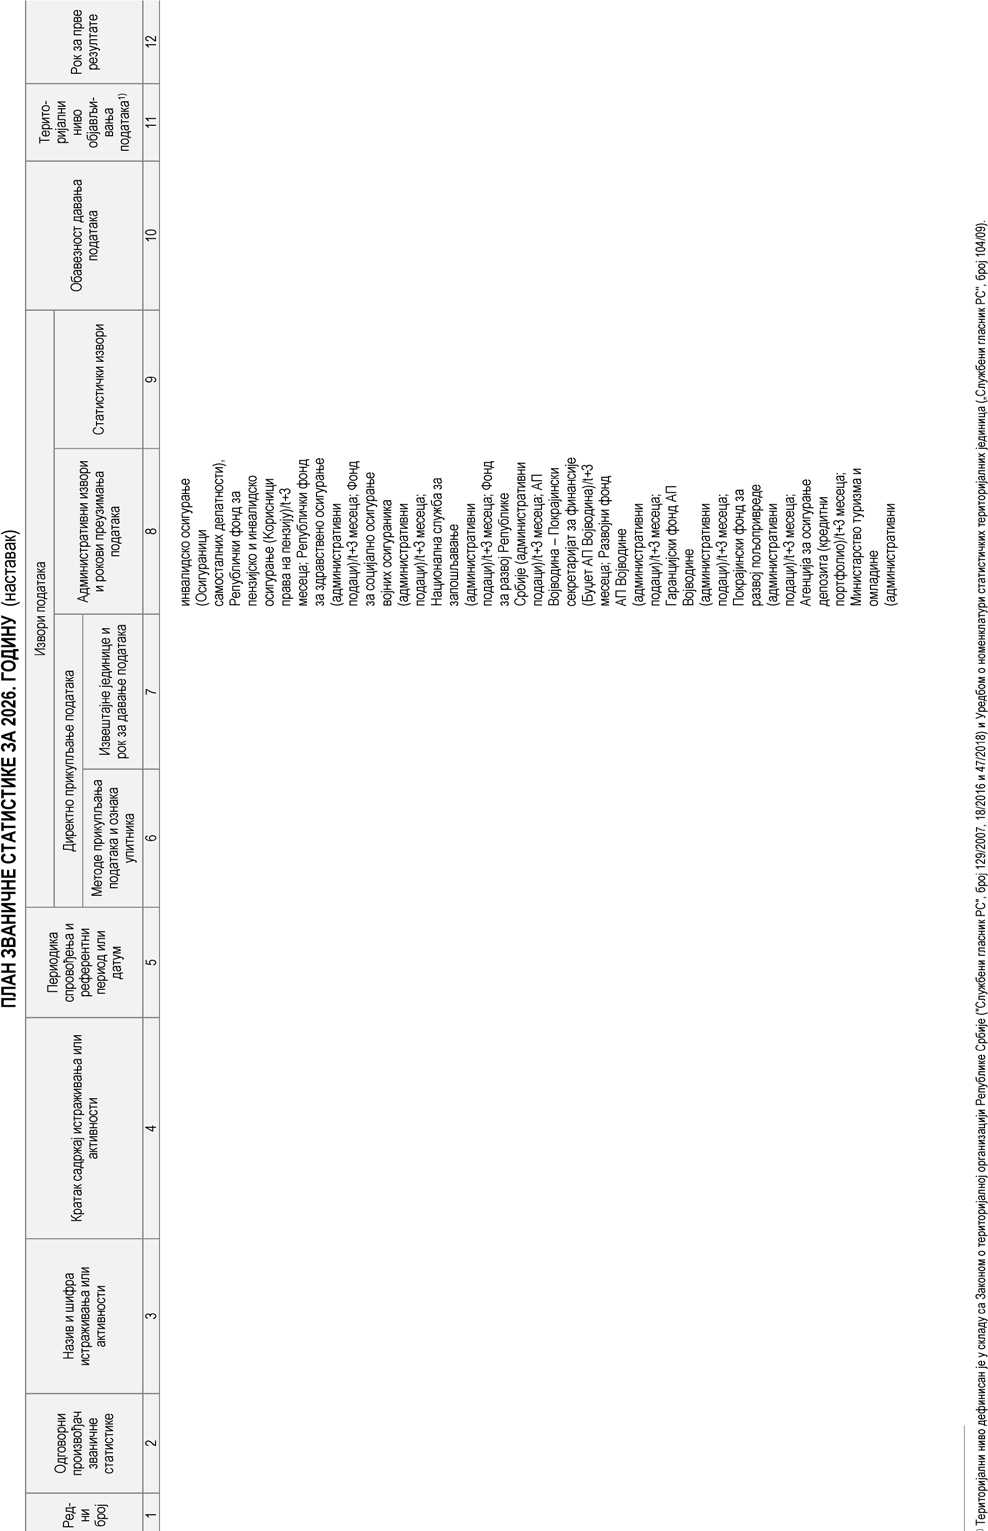 ПЛАН ЗВАНИЧНЕ СТАТИСТИКЕ ЗА 2026. ГОДИНУ (наставак)
Ред-
ни
број
Одговорни
произвођач
званичне
статистике
Назив и шифра
истраживања или
активности
Кратак садржај истраживања или
активности
Периодика
спровођења и
референтни
период или
датум
Извори података
Директно прикупљање података
Методе прикупљања
података и ознака
упитника
Извештајне јединице и
рок за давање података
Административни извори
и рокови преузимања
података
Статистички извори
Обавезност давања
података
Терито-
ријални
ниво
објављи-
вања
података¹⁾
Рок за прве
резултате
1 2 3 4 5 6 7 8 9 10 11 12
инвалидско осигурање
(Осигураници
самосталних делатности),
Републички фонд за
пензијско и инвалидско
осигурање (Корисници
права на пензију)/t+3
месеца; Републички фонд
за здравствено осигурање
(административни
подаци)/t+3 месеца; Фонд
за социјално осигурање
војних осигураника
(административни
подаци)/t+3 месеца;
Национална служба за
запошљавање
(административни
подаци)/t+3 месеца; Фонд
за развој Републике
Србије (административни
подаци)/t+3 месеца; АП
Војводина – Покрајински
секретаријат за финансије
(Буџет АП Војводина)/t+3
месеца; Развојни фонд
АП Војводине
(административни
подаци)/t+3 месеца;
Гаранцијски фонд АП
Војводине
(административни
подаци)/t+3 месеца;
Покрајински фонд за
развој пољопривреде
(административни
подаци)/t+3 месеца;
Агенција за осигурање
депозита (кредитни
портфолио)/t+3 месеца;
Министарство туризма и
омладине
(административни
⁾ Територијални ниво дефинисан је у складу са Законом о територијалној организацији Републике Србије ("Службени гласник РС", број 129/2007, 18/2016 и 47/2018) и Уредбом о номенклатури статистичких територијалних јединица („Службени гласник РС", број 104/09).